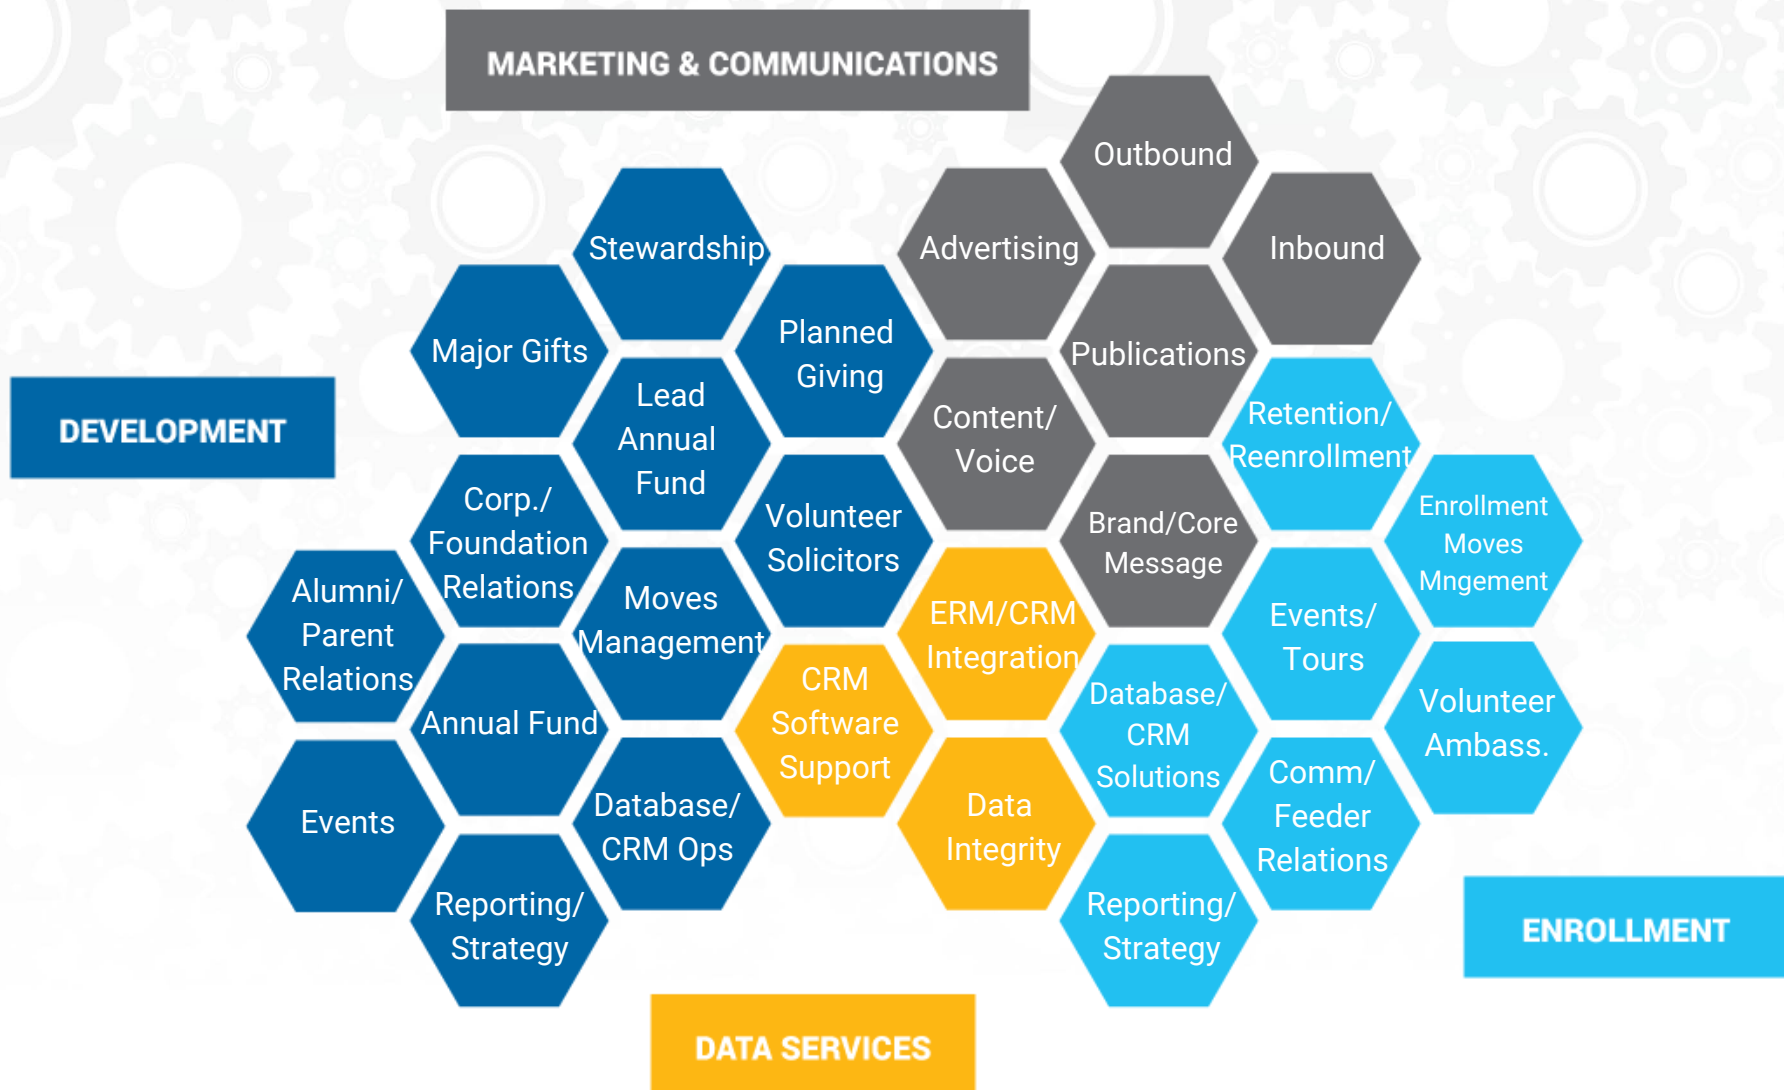 MARKETING & COMMUNICATIONS
Outbound
Stewardship
Advertising
Inbound
Major Gifts
Planned
Giving
Publications
DEVELOPMENT
Lead
Annual
Fund
Content/
Voice
Retention/
Reenrollment
Corp./
Foundation
Relations
Volunteer
Solicitors
Brand/Core
Message
Enrollment
Moves
Mngement
Alumni/
Parent
Relations
Moves
Management
ERM/CRM
Integration
Events/
Tours
Annual Fund
CRM
Software
Support
Database/
CRM
Solutions
Volunteer
Ambass.
Events
Database/
CRM Ops
Data
Integrity
Comm/
Feeder
Relations
Reporting/
Strategy
Reporting/
Strategy
ENROLLMENT
DATA SERVICES